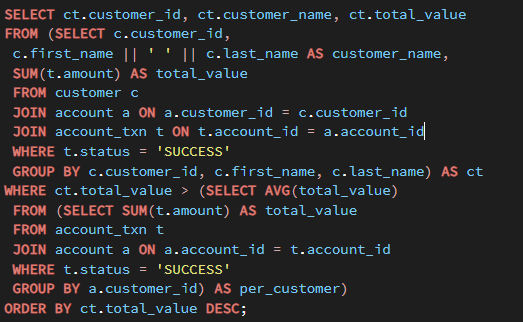 SELECT ct.customer_id, ct.customer_name, ct.total_value
FROM (SELECT c.customer_id,
 c.first_name || ' ' || c.last_name AS customer_name,
 SUM(t.amount) AS total_value
 FROM customer c
 JOIN account a ON a.customer_id = c.customer_id
 JOIN account_txn t ON t.account_id = a.account_id
 WHERE t.status = 'SUCCESS'
 GROUP BY c.customer_id, c.first_name, c.last_name) AS ct
WHERE ct.total_value > (SELECT AVG(total_value)
 FROM (SELECT SUM(t.amount) AS total_value
 FROM account_txn t
 JOIN account a ON a.account_id = t.account_id
 WHERE t.status = 'SUCCESS'
 GROUP BY a.customer_id) AS per_customer)
ORDER BY ct.total_value DESC;